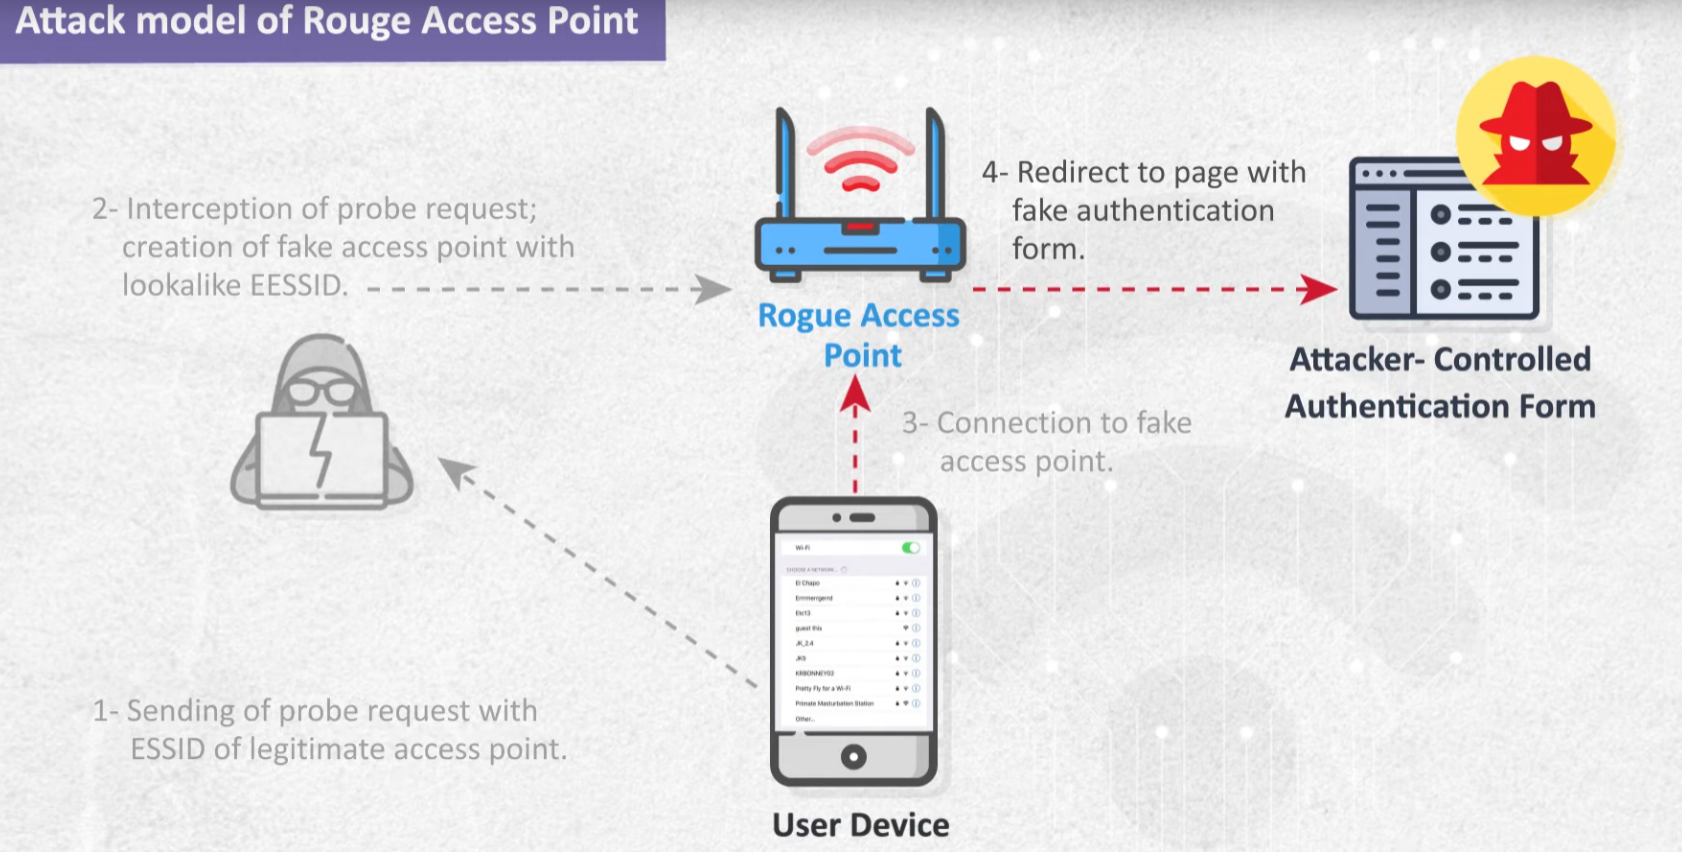 Attack model of Rouge Access Point
2- Interception of probe request;
creation of fake access point with
lookalike EESSID.
4- Redirect to page with
fake authentication
form.
Rogue Access
Point
Attacker- Controlled
Authentication Form
3- Connection to fake
access point.
1- Sending of probe request with
ESSID of legitimate access point.
Wi-Fi
CHOOSE A NETWORK...
El Chapo
Emmerngend
guest this
JK_2.4
JK5
KRBONNEY02
Pretty Fly for a Wi-Fi
Primate Masturbation Station
Other...
User Device